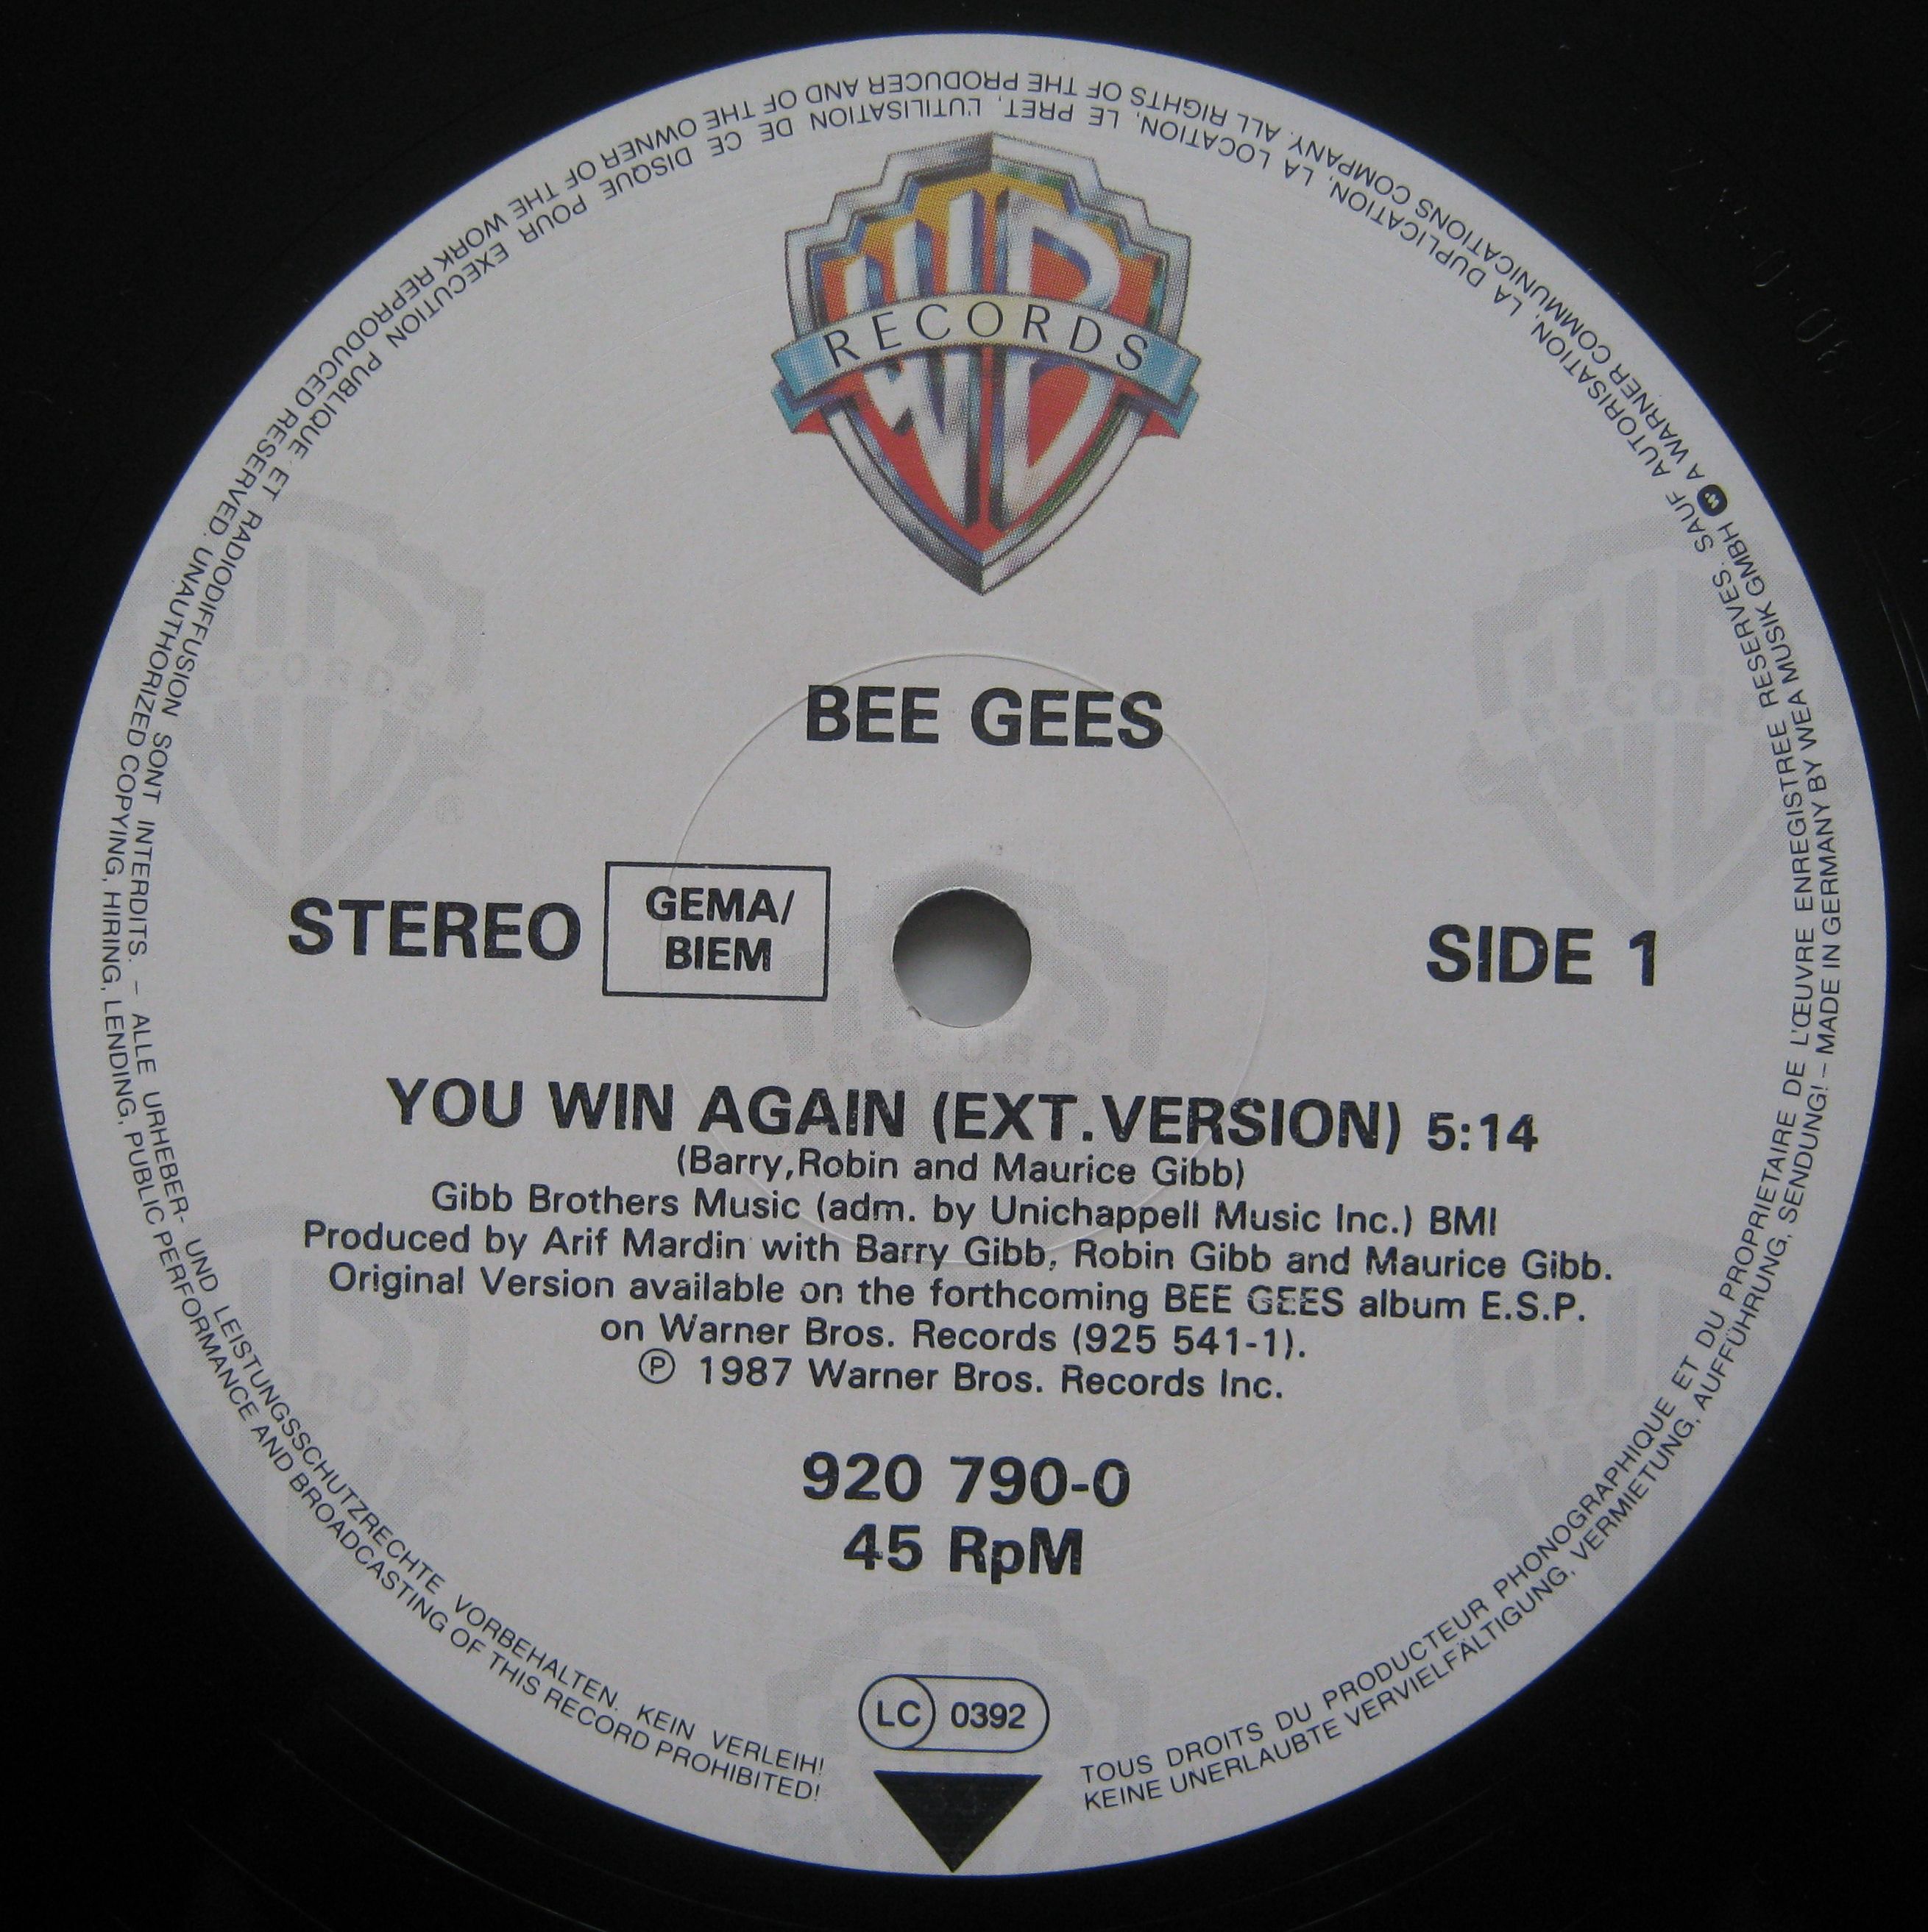 WB
RECORDS
BEE GEES
STEREO
GEMA/
BIEM
SIDE 1
YOU WIN AGAIN (EXT.VERSION) 5:14
(Barry,Robin and Maurice Gibb)
Gibb Brothers Music (adm. by Unichappell Music Inc.) BMI
Produced by Arif Mardin with Barry Gibb, Robin Gibb and Maurice Gibb.
Original Version available on the forthcoming BEE GEES album E.S.P.
on Warner Bros. Records (925 541-1).
Ⓟ 1987 Warner Bros. Records Inc.
920 790-0
45 RpM
LC 0392
ALLE URHEBER- UND LEISTUNGSSCHUTZRECHTE VORBEHALTEN. KEIN VERLEIH!
KEINE UNERLAUBTE VERVIELFÄLTIGUNG, VERMIETUNG, AUFFÜHRUNG, SENDUNG! – MADE IN GERMANY BY WEA MUSIK GMBH A WARNER COMMUNICATIONS COMPANY. ALL RIGHTS OF THE PRODUCER AND OF THE OWNER OF THE WORK REPRODUCED RESERVED. UNAUTHORIZED COPYING, HIRING, LENDING, PUBLIC PERFORMANCE AND BROADCASTING OF THIS RECORD PROHIBITED!
TOUS DROITS DU PRODUCTEUR PHONOGRAPHIQUE ET DU PROPRIETAIRE DE L'ŒUVRE ENREGISTREE RESERVES. SAUF AUTORISATION, LA DUPLICATION, LA LOCATION, LE PRET, L'UTILISATION DE CE DISQUE POUR EXECUTION PUBLIQUE ET RADIODIFFUSION SONT INTERDITS. –